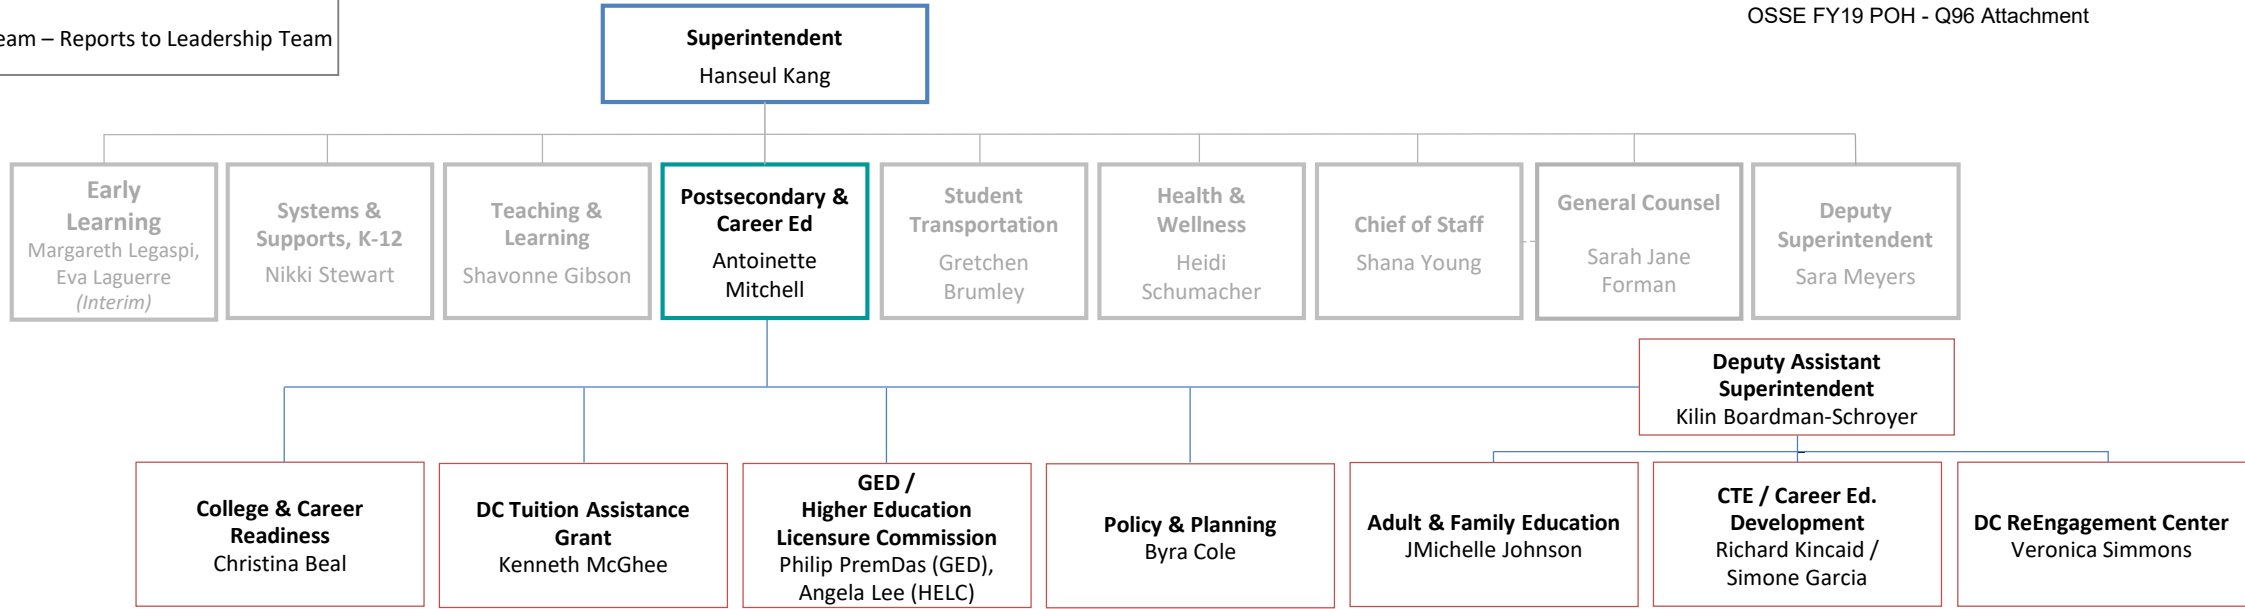 OSSE FY19 POH - Q96 Attachment
eam – Reports to Leadership Team
Superintendent
Hanseul Kang
Early
Learning
Margareth Legaspi,
Eva Laguerre
(Interim)
Systems &
Supports, K-12
Nikki Stewart
Teaching &
Learning
Shavonne Gibson
Postsecondary &
Career Ed
Antoinette
Mitchell
Student
Transportation
Gretchen
Brumley
Health &
Wellness
Heidi
Schumacher
Chief of Staff
Shana Young
General Counsel
Sarah Jane
Forman
Deputy
Superintendent
Sara Meyers
Deputy Assistant
Superintendent
Kilin Boardman-Schroyer
College & Career
Readiness
Christina Beal
DC Tuition Assistance
Grant
Kenneth McGhee
GED /
Higher Education
Licensure Commission
Philip PremDas (GED),
Angela Lee (HELC)
Policy & Planning
Byra Cole
Adult & Family Education
JMichelle Johnson
CTE / Career Ed.
Development
Richard Kincaid /
Simone Garcia
DC ReEngagement Center
Veronica Simmons